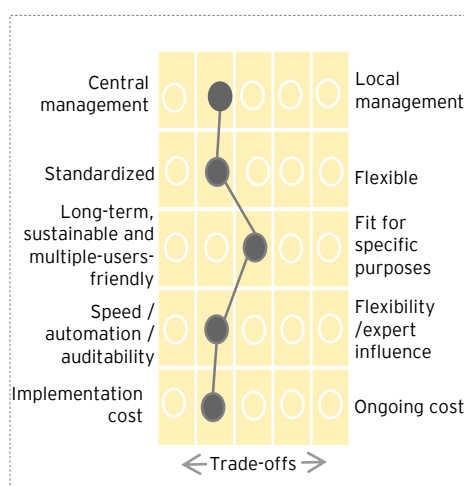 Central
management
Local
management
Standardized
Flexible
Long-term,
sustainable and
multiple-users-
friendly
Fit for
specific
purposes
Speed /
automation /
auditability
Flexibility
/expert
influence
Implementation
cost
Ongoing cost
Trade-offs